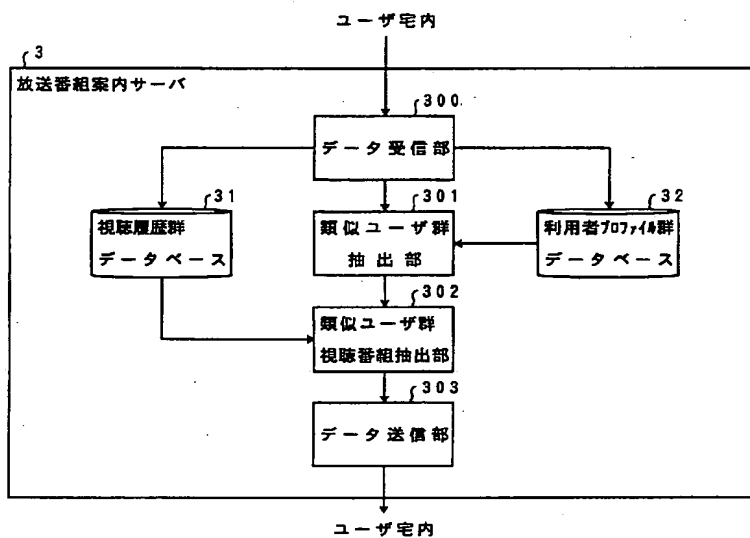 ユーザ宅内
3
放送番組案内サーバ
300
データ受信部
31
視聴履歴群
データベース
301
類似ユーザ群
抽出部
32
利用者プロファイル群
データベース
302
類似ユーザ群
視聴番組抽出部
303
データ送信部
ユーザ宅内